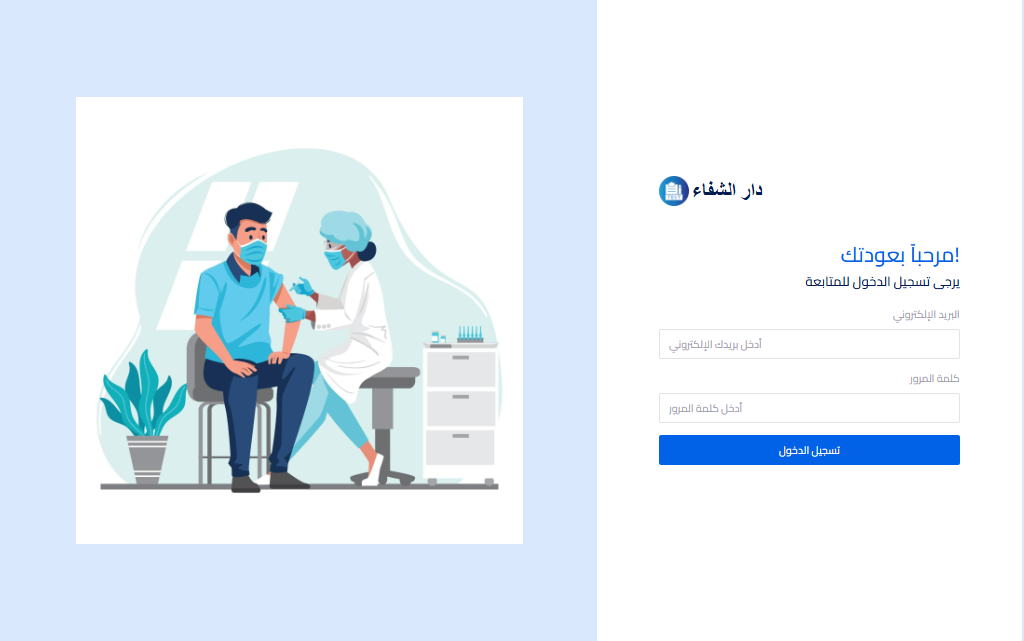 دار الشفاء
مرحباً بعودتك!
يرجى تسجيل الدخول للمتابعة
البريد الإلكتروني
أدخل بريدك الإلكتروني
كلمة المرور
أدخل كلمة المرور
تسجيل الدخول